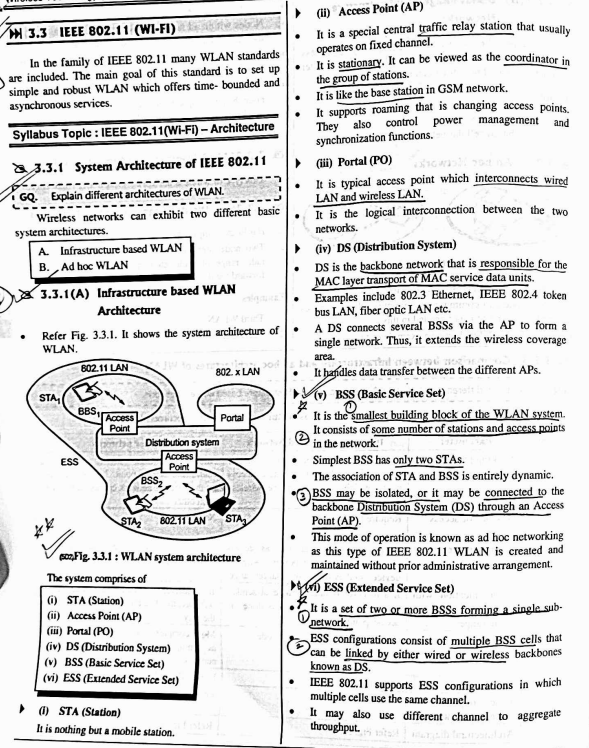 3.3 IEEE 802.11 (WI-FI)
In the family of IEEE 802.11 many WLAN standards
are included. The main goal of this standard is to set up
simple and robust WLAN which offers time- bounded and
asynchronous services.
Syllabus Topic : IEEE 802.11(Wi-Fi) – Architecture
3.3.1 System Architecture of IEEE 802.11
GQ. Explain different architectures of WLAN.
Wireless networks can exhibit two different basic
system architectures.
A. Infrastructure based WLAN
B. Ad hoc WLAN
3.3.1(A) Infrastructure based WLAN
Architecture
• Refer Fig. 3.3.1. It shows the system architecture of
WLAN.
802.11 LAN
802. x LAN
STA1
BBS1
Access
Point
Portal
Distribution system
Access
Point
ESS
BSS2
STA2
802.11 LAN
STA3
Fig. 3.3.1 : WLAN system architecture
The system comprises of
(i) STA (Station)
(ii) Access Point (AP)
(iii) Portal (PO)
(iv) DS (Distribution System)
(v) BSS (Basic Service Set)
(vi) ESS (Extended Service Set)
(i) STA (Station)
It is nothing but a mobile station.
(ii) Access Point (AP)
• It is a special central traffic relay station that usually
operates on fixed channel.
• It is stationary. It can be viewed as the coordinator in
the group of stations.
• It is like the base station in GSM network.
• It supports roaming that is changing access points.
They also control power management and
synchronization functions.
(iii) Portal (PO)
• It is typical access point which interconnects wired
LAN and wireless LAN.
• It is the logical interconnection between the two
networks.
(iv) DS (Distribution System)
• DS is the backbone network that is responsible for the
MAC layer transport of MAC service data units.
• Examples include 802.3 Ethernet, IEEE 802.4 token
bus LAN, fiber optic LAN etc.
• A DS connects several BSSs via the AP to form a
single network. Thus, it extends the wireless coverage
area.
• It handles data transfer between the different APs.
(v) BSS (Basic Service Set)
1
• It is the smallest building block of the WLAN system.
2 It consists of some number of stations and access points
in the network.
• Simplest BSS has only two STAs.
• The association of STA and BSS is entirely dynamic.
• 3 BSS may be isolated, or it may be connected to the
backbone Distribution System (DS) through an Access
Point (AP).
• This mode of operation is known as ad hoc networking
as this type of IEEE 802.11 WLAN is created and
maintained without prior administrative arrangement.
(vi) ESS (Extended Service Set)
• It is a set of two or more BSSs forming a single sub-
1 network.
2 ESS configurations consist of multiple BSS cells that
can be linked by either wired or wireless backbones
known as DS.
• IEEE 802.11 supports ESS configurations in which
multiple cells use the same channel.
• It may also use different channel to aggregate
throughput.